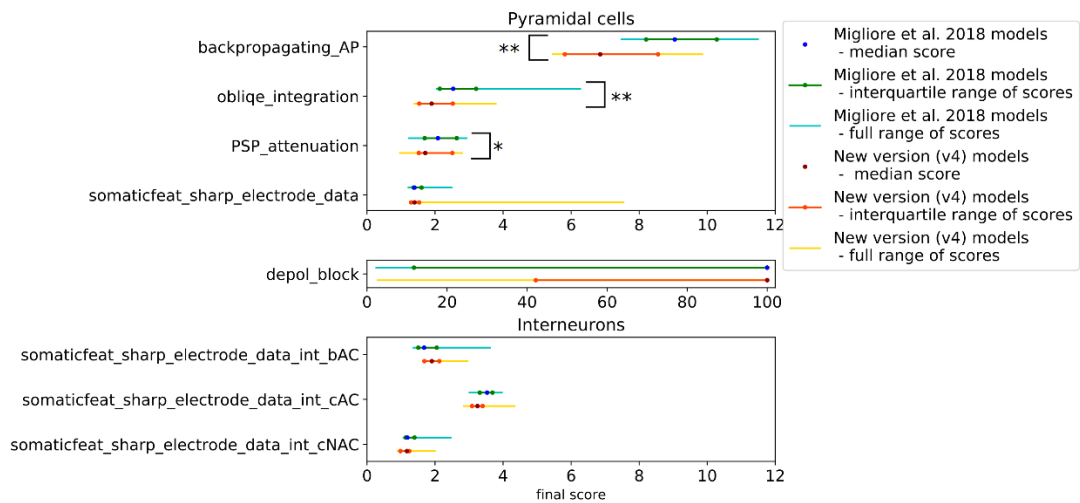 Pyramidal cells
backpropagating_AP
**
obliqe_integration
**
PSP_attenuation
*
somaticfeat_sharp_electrode_data
0 2 4 6 8 10 12
Migliore et al. 2018 models
- median score
Migliore et al. 2018 models
- interquartile range of scores
Migliore et al. 2018 models
- full range of scores
New version (v4) models
- median score
New version (v4) models
- interquartile range of scores
New version (v4) models
- full range of scores
depol_block
0 20 40 60 80 100
Interneurons
somaticfeat_sharp_electrode_data_int_bAC
somaticfeat_sharp_electrode_data_int_cAC
somaticfeat_sharp_electrode_data_int_cNAC
0 2 4 6 8 10 12
final score